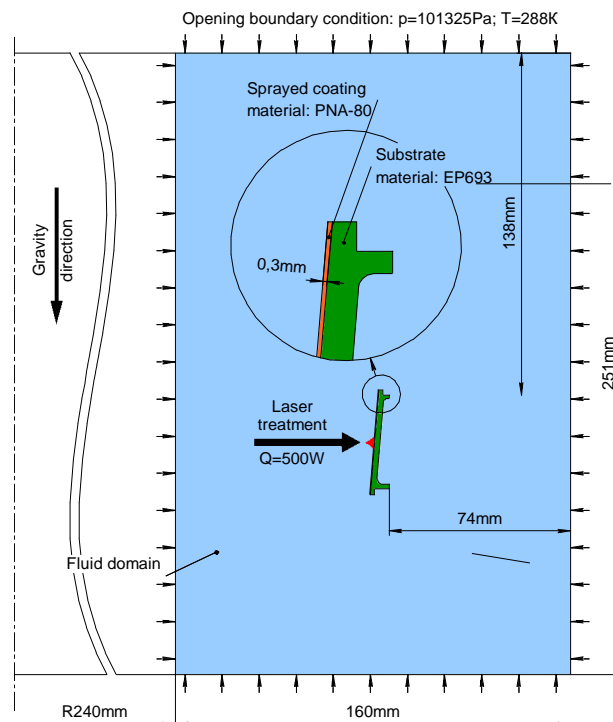 Opening boundary condition: p=101325Pa; T=288K
Sprayed coating
material: PNA-80
Substrate
material: EP693
138mm
Gravity
direction
0,3mm
251mm
Laser
treatment
Q=500W
74mm
Fluid domain
R240mm
160mm